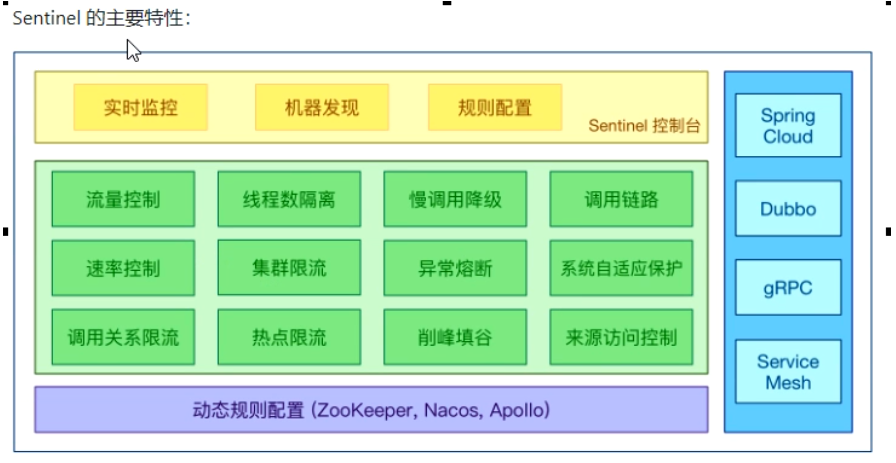 Sentinel 的主要特性：
实时监控
机器发现
规则配置
Sentinel 控制台
流量控制
线程数隔离
慢调用降级
调用链路
速率控制
集群限流
异常熔断
系统自适应保护
调用关系限流
热点限流
削峰填谷
来源访问控制
动态规则配置 (ZooKeeper, Nacos, Apollo)
Spring
Cloud
Dubbo
gRPC
Service
Mesh